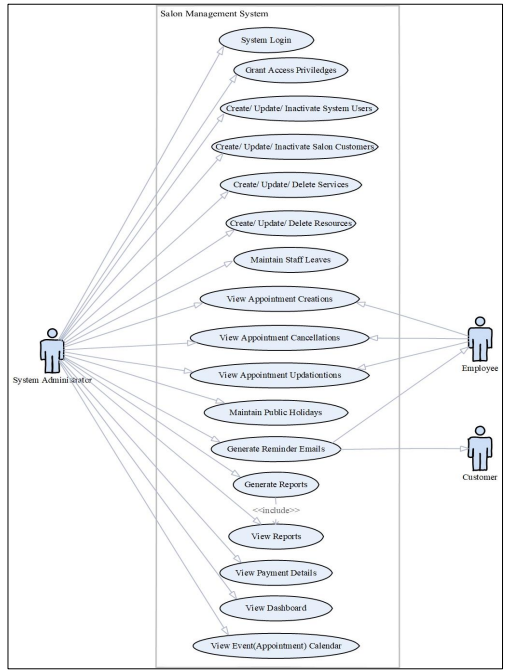 Salon Management System
System Login
Grant Access Priviledges
Create/ Update/ Inactivate System Users
Create/ Update/ Inactivate Salon Customers
Create/ Update/ Delete Services
Create/ Update/ Delete Resources
Maintain Staff Leaves
View Appointment Creations
View Appointment Cancellations
System Administrator
Employee
View Appointment Updationtions
Maintain Public Holidays
Generate Reminder Emails
Customer
Generate Reports
<<include>>
View Reports
View Payment Details
View Dashboard
View Event(Appointment) Calendar